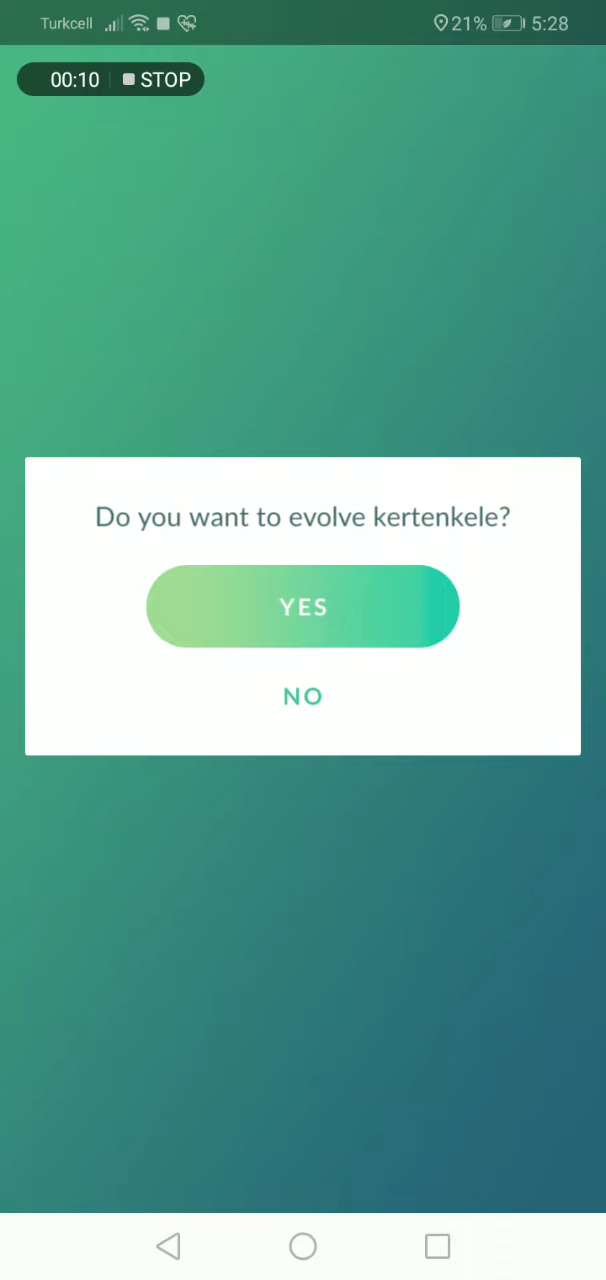 Turkcell 21% 5:28
00:10 STOP
Do you want to evolve kertenkele?
YES
NO